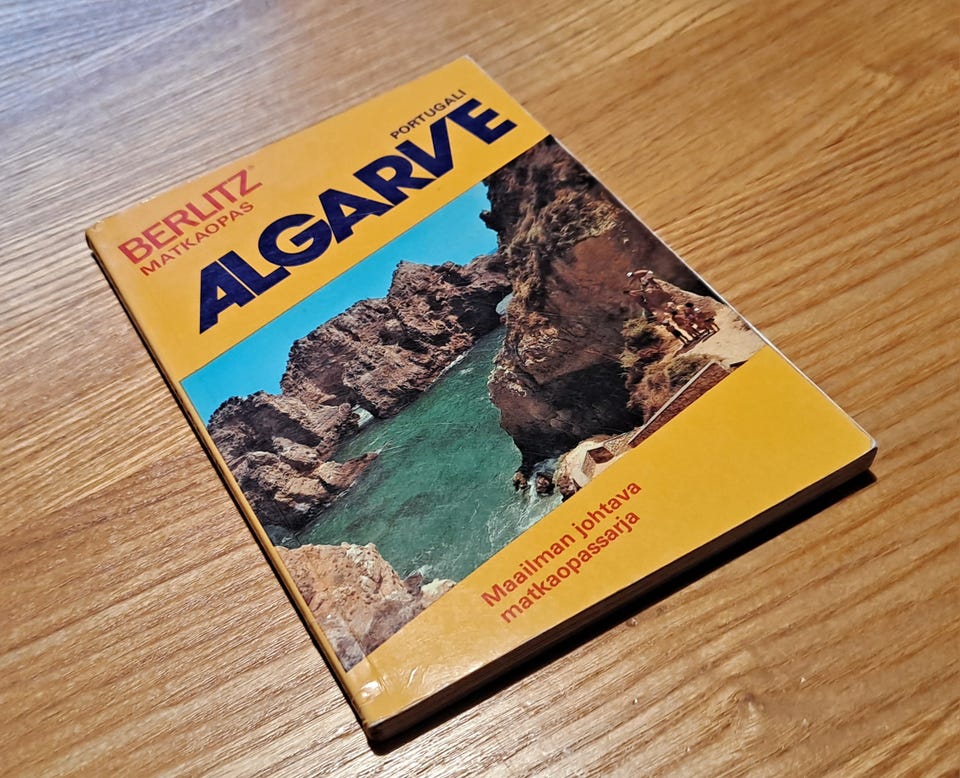 BERLITZ®
MATKAOPAS
PORTUGALI
ALGARVE
Maailman johtava
matkaopassarja